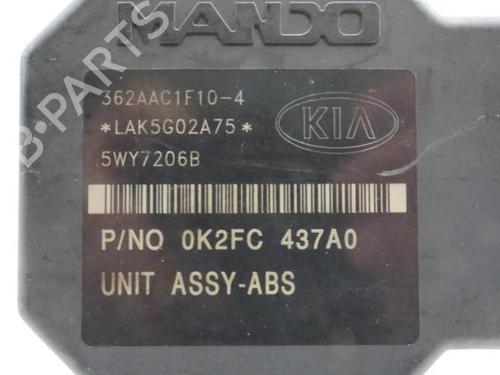 MANDO
362AAC1F10-4
*LAK5G02A75*
KIA
5WY7206B
P/NO 0K2FC 437A0
UNIT ASSY-ABS
B-PARTS